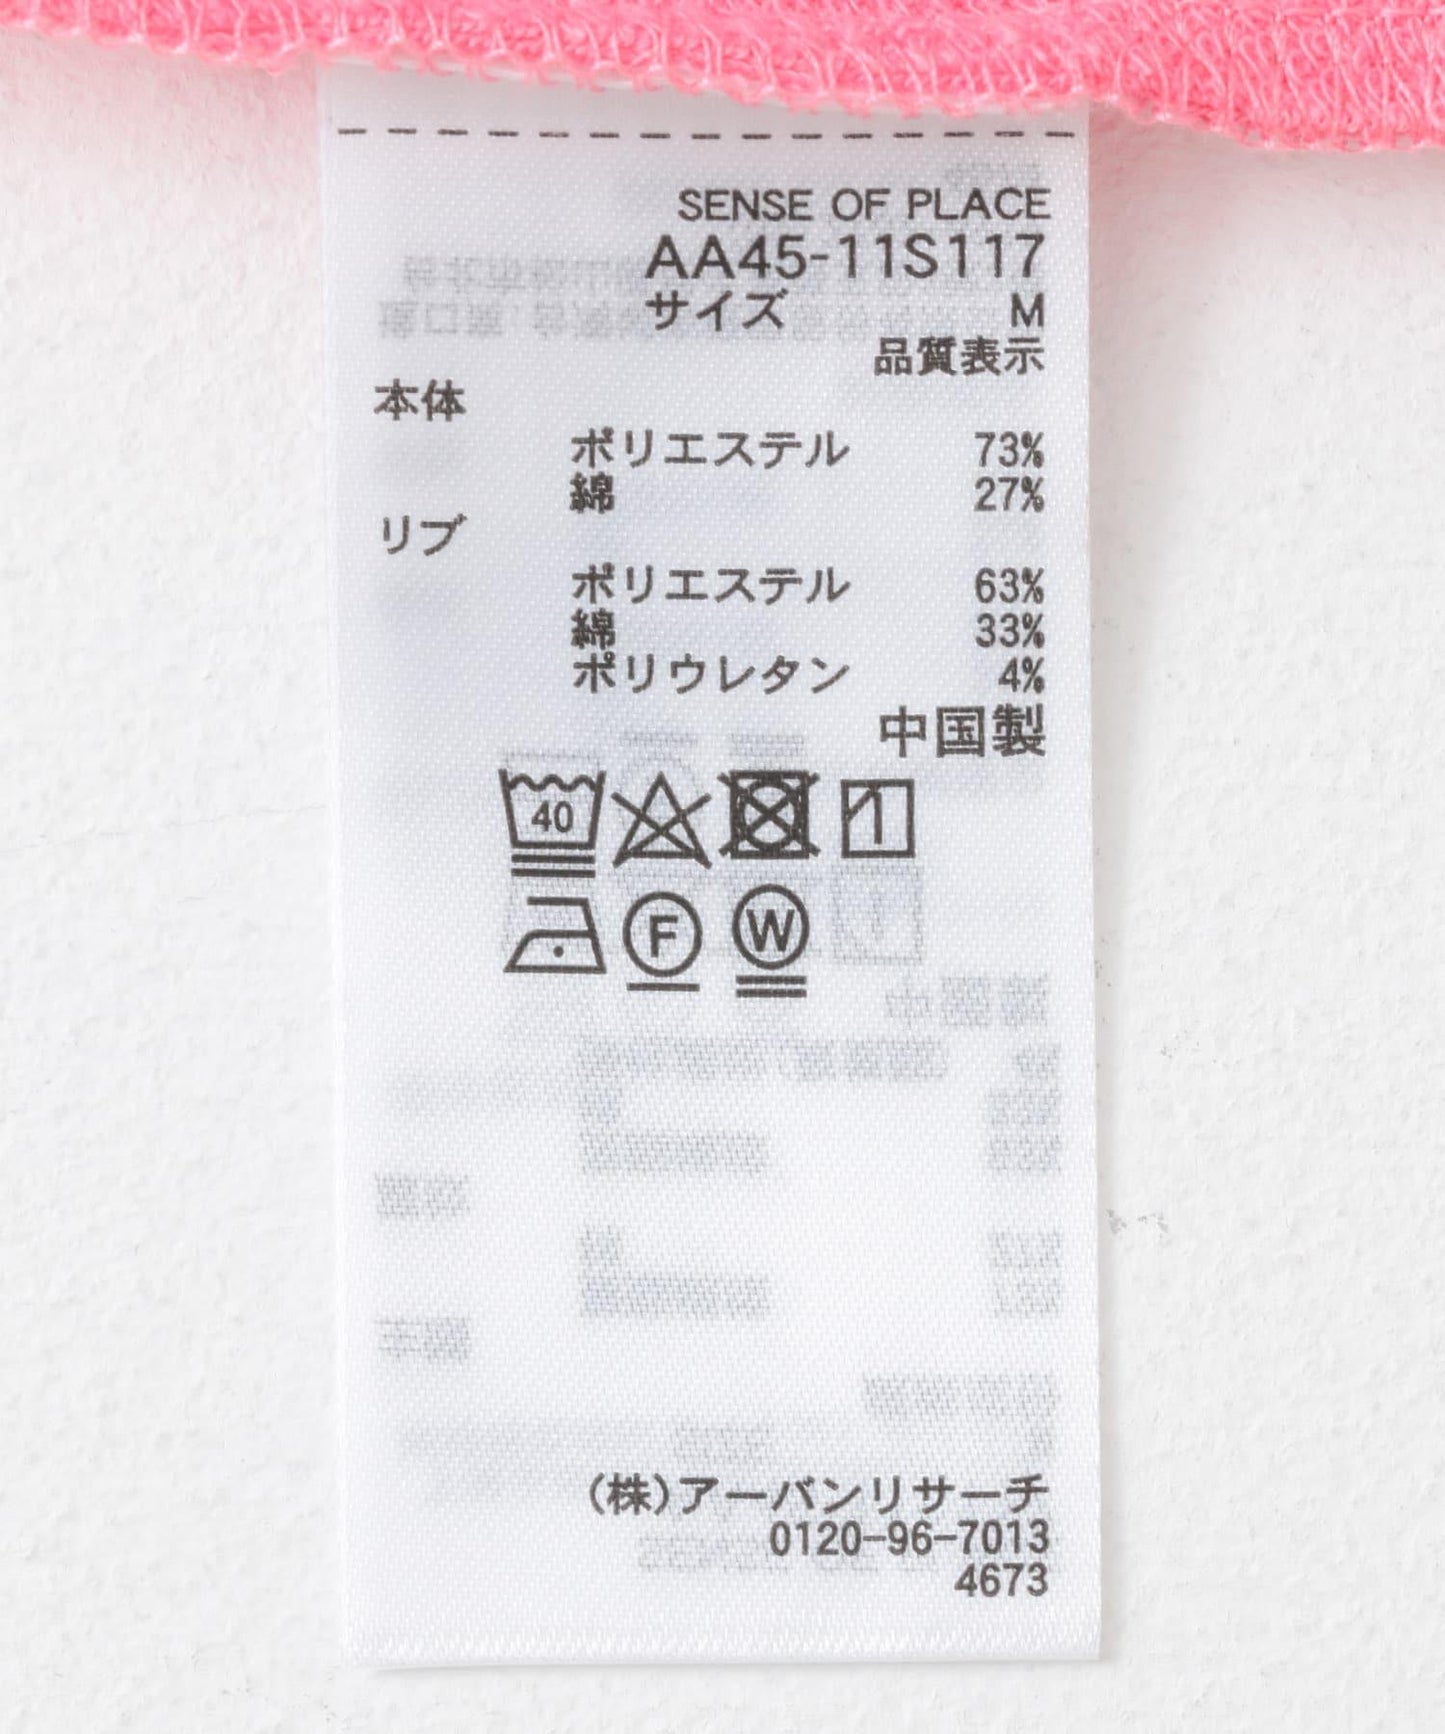 SENSE OF PLACE
AA45-11S117
サイズ M
品質表示
本体
ポリエステル 73%
綿 27%
リブ
ポリエステル 63%
綿 33%
ポリウレタン 4%
中国製
40
F W
(株)アーバンリサーチ
0120-96-7013
4673